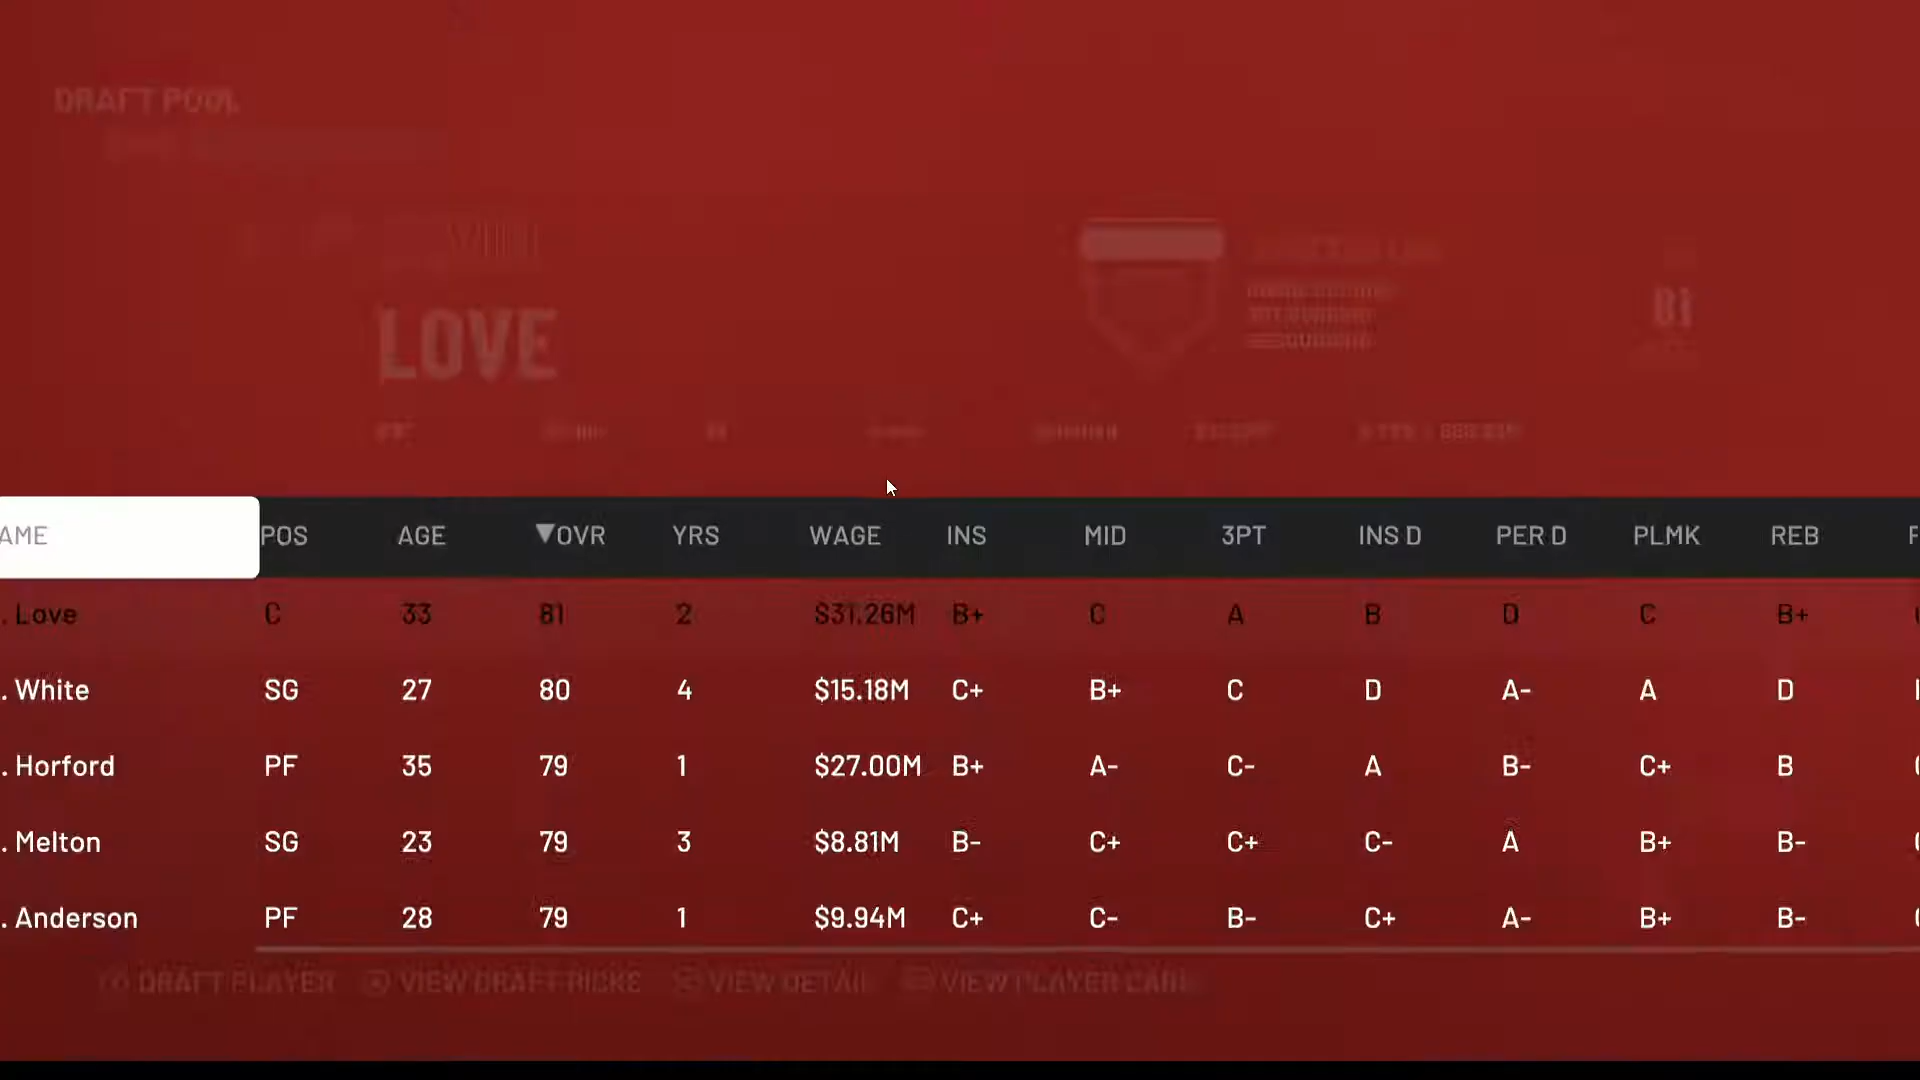 DRAFT POOL
LOVE
81
AME POS AGE ▼OVR YRS WAGE INS MID 3PT INS D PER D PLMK REB
. Love C 33 81 2 $31.26M B+ C A B D C B+
. White SG 27 80 4 $15.18M C+ B+ C D A- A D
. Horford PF 35 79 1 $27.00M B+ A- C- A B- C+ B
. Melton SG 23 79 3 $8.81M B- C+ C+ C- A B+ B-
. Anderson PF 28 79 1 $9.94M C+ C- B- C+ A- B+ B-
DRAFT PLAYER VIEW DRAFT PICKS VIEW DETAIL VIEW PLAYER CARD